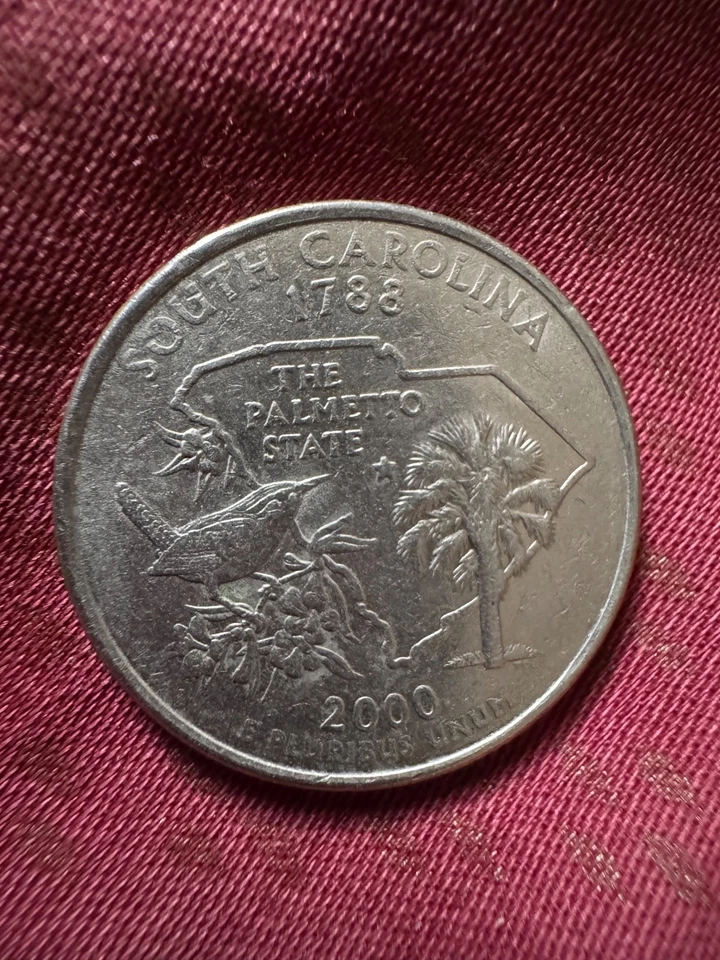 SOUTH CAROLINA
1788
THE
PALMETTO
STATE
2000
E PLURIBUS UNUM